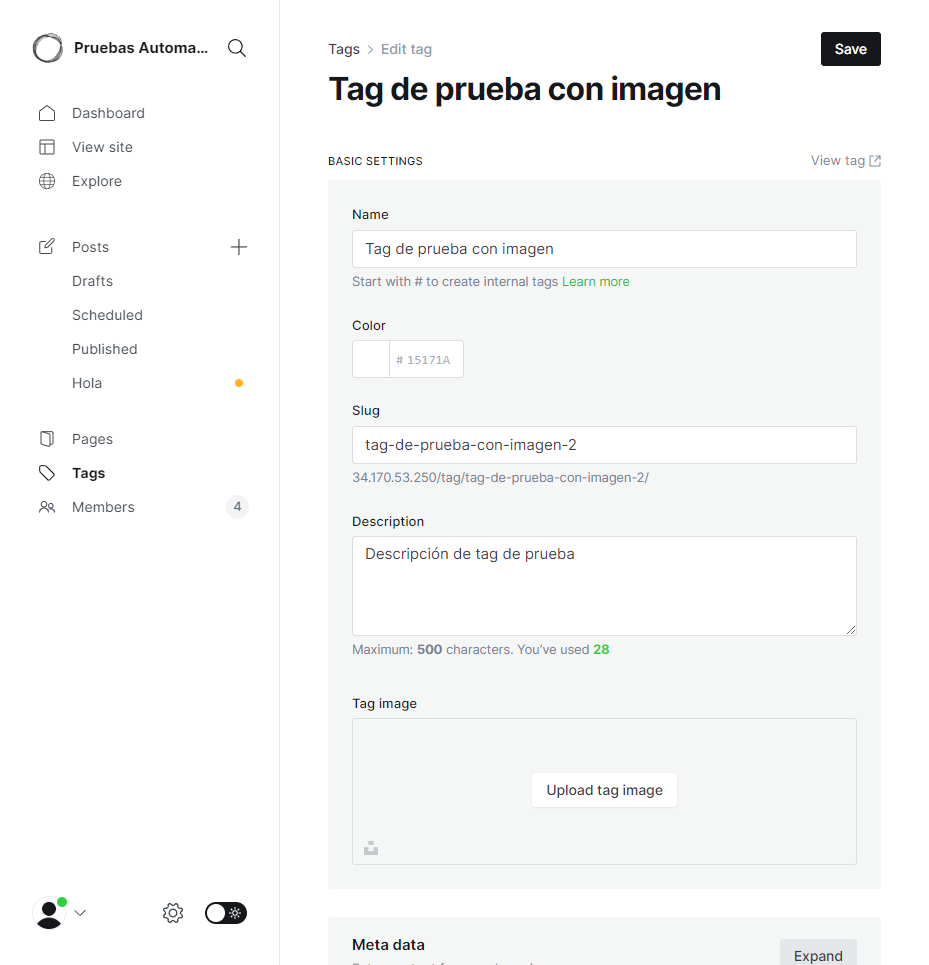 Pruebas Automa...
Dashboard
View site
Explore
Posts
Drafts
Scheduled
Published
Hola
Pages
Tags
Members 4
Tags > Edit tag
Save
Tag de prueba con imagen
BASIC SETTINGS
View tag
Name
Tag de prueba con imagen
Start with # to create internal tags Learn more
Color
# 15171A
Slug
tag-de-prueba-con-imagen-2
34.170.53.250/tag/tag-de-prueba-con-imagen-2/
Description
Descripción de tag de prueba
Maximum: 500 characters. You’ve used 28
Tag image
Upload tag image
Meta data
Expand